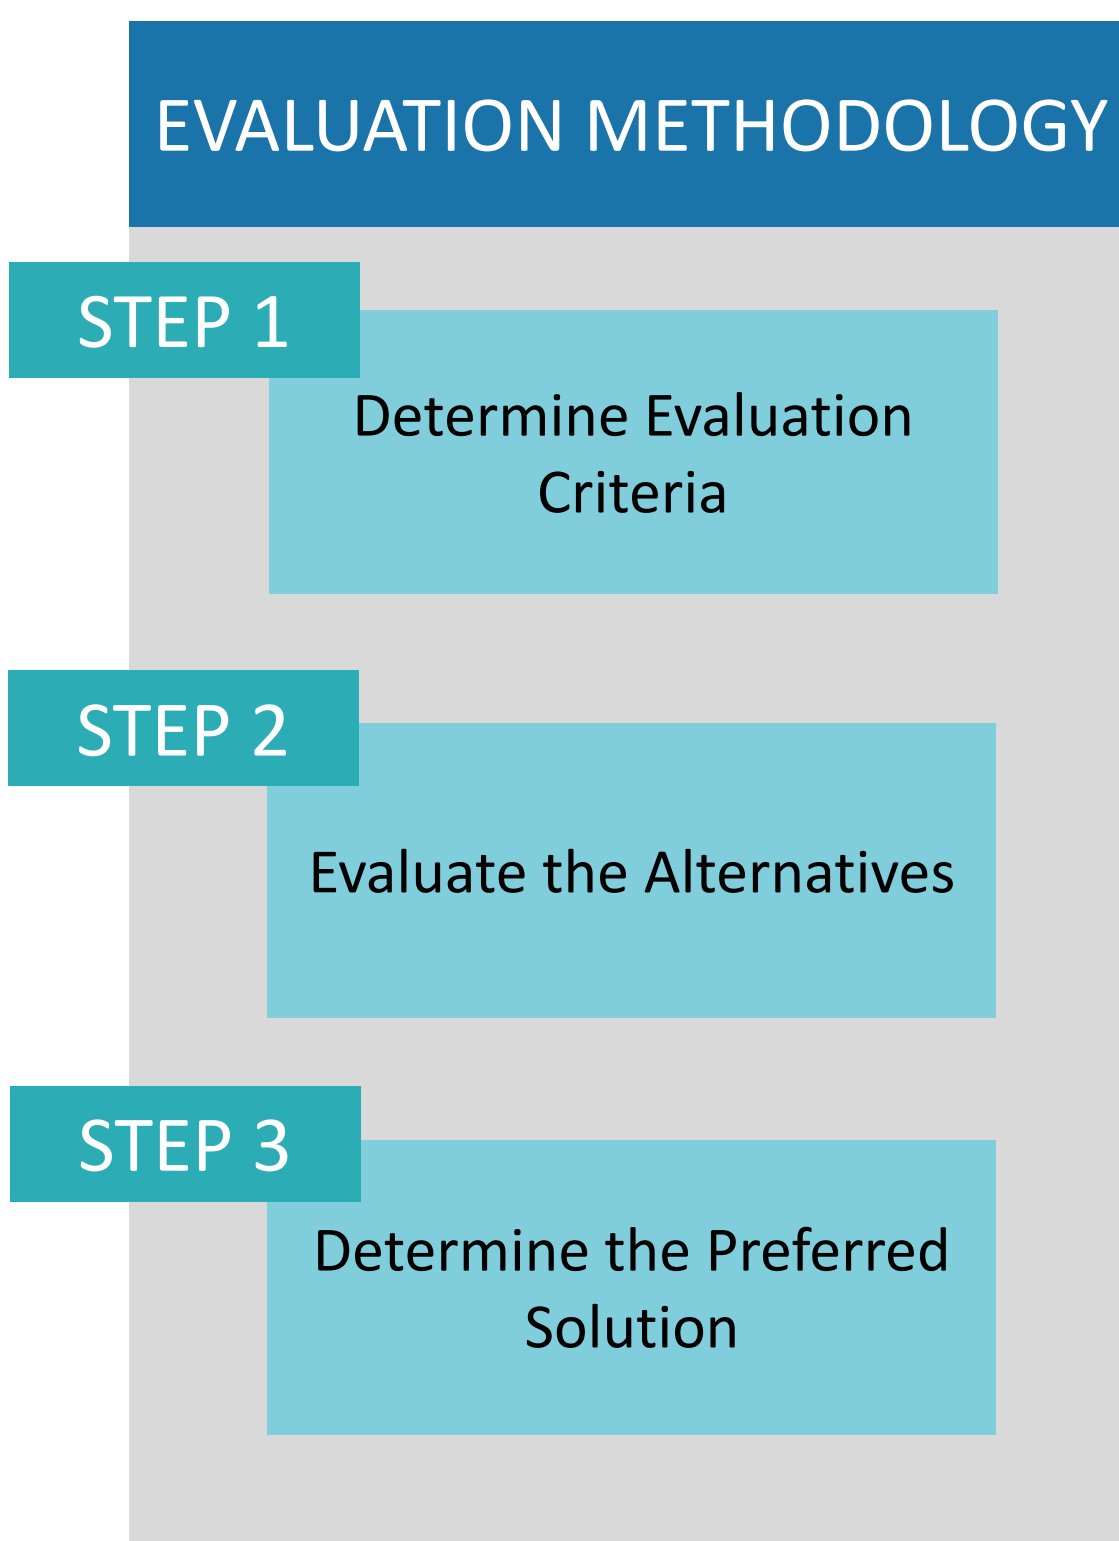 EVALUATION METHODOLOGY
STEP 1
Determine Evaluation
Criteria
STEP 2
Evaluate the Alternatives
STEP 3
Determine the Preferred
Solution